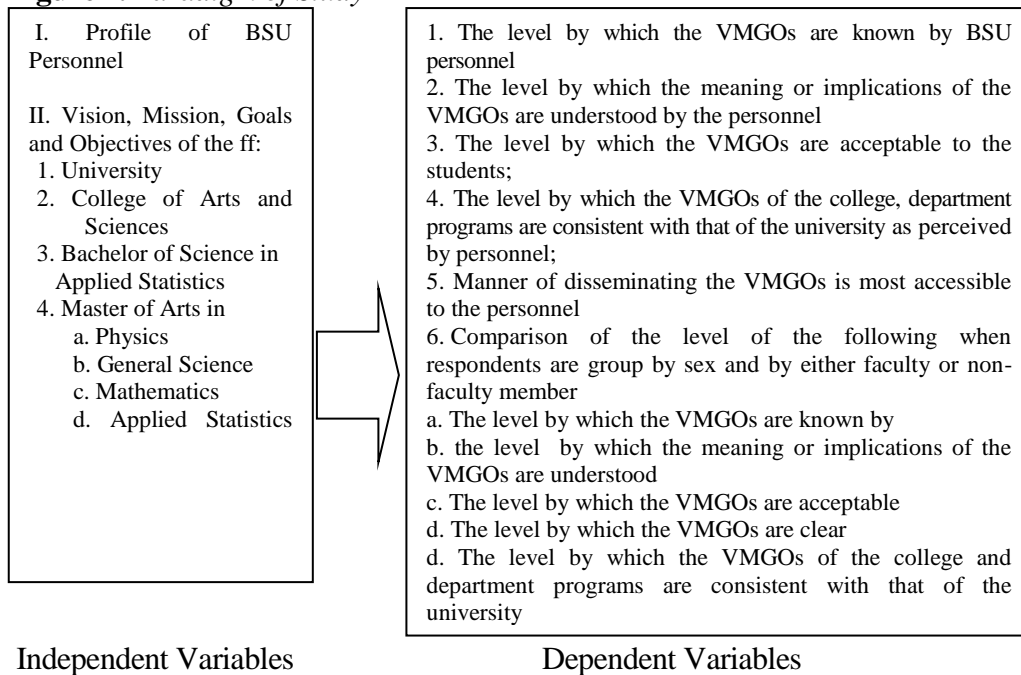 I. Profile of BSU
Personnel
II. Vision, Mission, Goals
and Objectives of the ff:
1. University
2. College of Arts and
Sciences
3. Bachelor of Science in
Applied Statistics
4. Master of Arts in
a. Physics
b. General Science
c. Mathematics
d. Applied Statistics
1. The level by which the VMGOs are known by BSU
personnel
2. The level by which the meaning or implications of the
VMGOs are understood by the personnel
3. The level by which the VMGOs are acceptable to the
students;
4. The level by which the VMGOs of the college, department
programs are consistent with that of the university as perceived
by personnel;
5. Manner of disseminating the VMGOs is most accessible
to the personnel
6. Comparison of the level of the following when
respondents are group by sex and by either faculty or non-
faculty member
a. The level by which the VMGOs are known by
b. the level by which the meaning or implications of the
VMGOs are understood
c. The level by which the VMGOs are acceptable
d. The level by which the VMGOs are clear
d. The level by which the VMGOs of the college and
department programs are consistent with that of the
university
Independent Variables
Dependent Variables